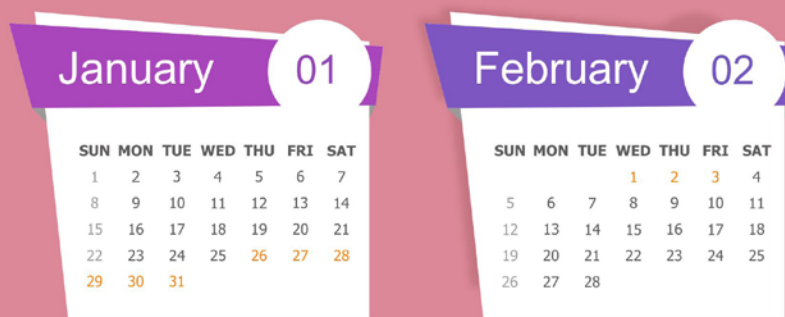 January 01
SUN MON TUE WED THU FRI SAT
1 2 3 4 5 6 7
8 9 10 11 12 13 14
15 16 17 18 19 20 21
22 23 24 25 26 27 28
29 30 31
February 02
SUN MON TUE WED THU FRI SAT
1 2 3 4
5 6 7 8 9 10 11
12 13 14 15 16 17 18
19 20 21 22 23 24 25
26 27 28